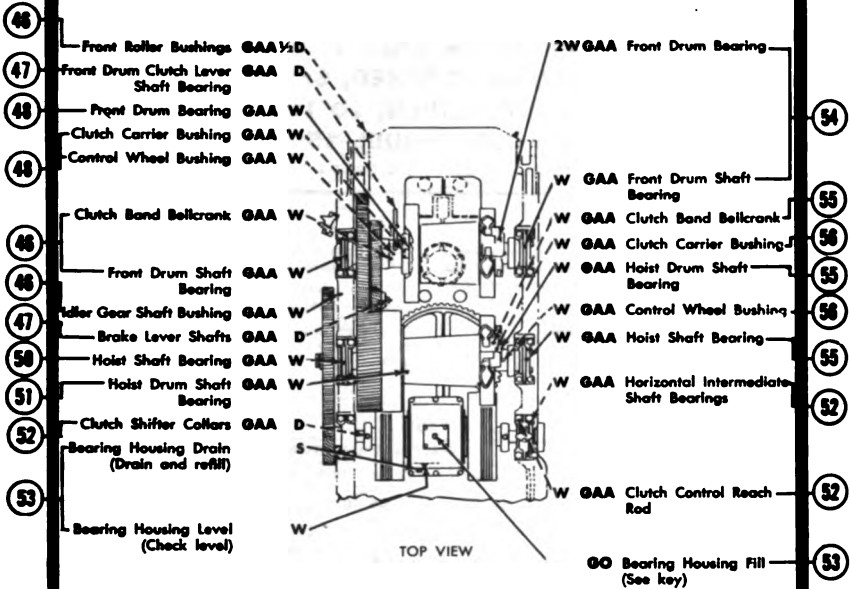 46
Front Roller Bushings GAA ½D
47
Front Drum Clutch Lever GAA D
Shaft Bearing
48
Front Drum Bearing GAA W
Clutch Carrier Bushing GAA W
49
Control Wheel Bushing GAA W
Clutch Band Bellcrank GAA W
46
Front Drum Shaft GAA W
Bearing
46
Idler Gear Shaft Bushing GAA W
47
Brake Lever Shafts GAA D
50
Hoist Shaft Bearing GAA W
51
Hoist Drum Shaft GAA W
Bearing
52
Clutch Shifter Collars GAA D
Bearing Housing Drain S
(Drain and refill)
53
Bearing Housing Level W
(Check level)
TOP VIEW
2W GAA Front Drum Bearing
54
W GAA Front Drum Shaft
Bearing
55
W GAA Clutch Band Bellcrank
W GAA Clutch Carrier Bushing
56
W GAA Hoist Drum Shaft
Bearing
55
W GAA Control Wheel Bushing
56
W GAA Hoist Shaft Bearing
55
W GAA Horizontal Intermediate
Shaft Bearings
52
W GAA Clutch Control Reach
Rod
52
GO Bearing Housing Fill
(See key)
53